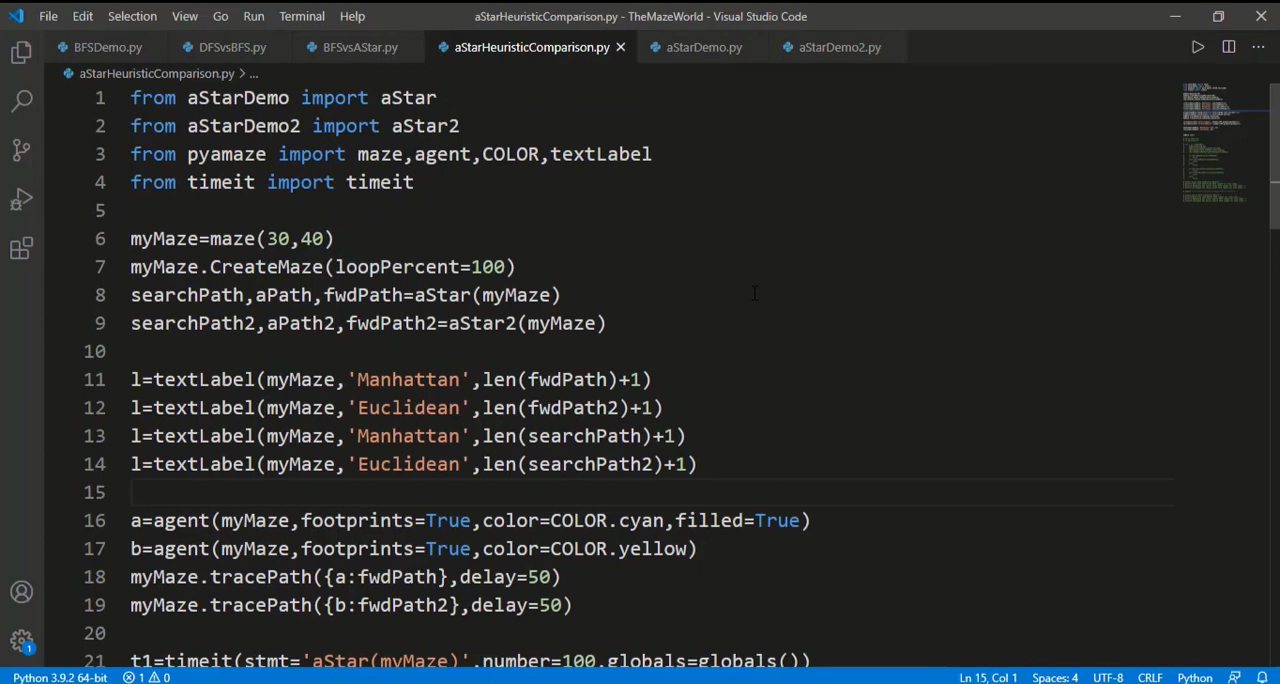 File Edit Selection View Go Run Terminal Help aStarHeuristicComparison.py - TheMazeWorld - Visual Studio Code
BFSDemo.py DFSvsBFS.py BFSvsAStar.py aStarHeuristicComparison.py aStarDemo.py aStarDemo2.py
aStarHeuristicComparison.py > ...
1 from aStarDemo import aStar
2 from aStarDemo2 import aStar2
3 from pyamaze import maze,agent,COLOR,textLabel
4 from timeit import timeit
5
6 myMaze=maze(30,40)
7 myMaze.CreateMaze(loopPercent=100)
8 searchPath,aPath,fwdPath=aStar(myMaze)
9 searchPath2,aPath2,fwdPath2=aStar2(myMaze)
10
11 l=textLabel(myMaze,'Manhattan',len(fwdPath)+1)
12 l=textLabel(myMaze,'Euclidean',len(fwdPath2)+1)
13 l=textLabel(myMaze,'Manhattan',len(searchPath)+1)
14 l=textLabel(myMaze,'Euclidean',len(searchPath2)+1)
15
16 a=agent(myMaze,footprints=True,color=COLOR.cyan,filled=True)
17 b=agent(myMaze,footprints=True,color=COLOR.yellow)
18 myMaze.tracePath({a:fwdPath},delay=50)
19 myMaze.tracePath({b:fwdPath2},delay=50)
20
21 t1=timeit(stmt='aStar(myMaze)',number=100,globals=globals())
1
Python 3.9.2 64-bit 1 0 Ln 15, Col 1 Spaces: 4 UTF-8 CRLF Python